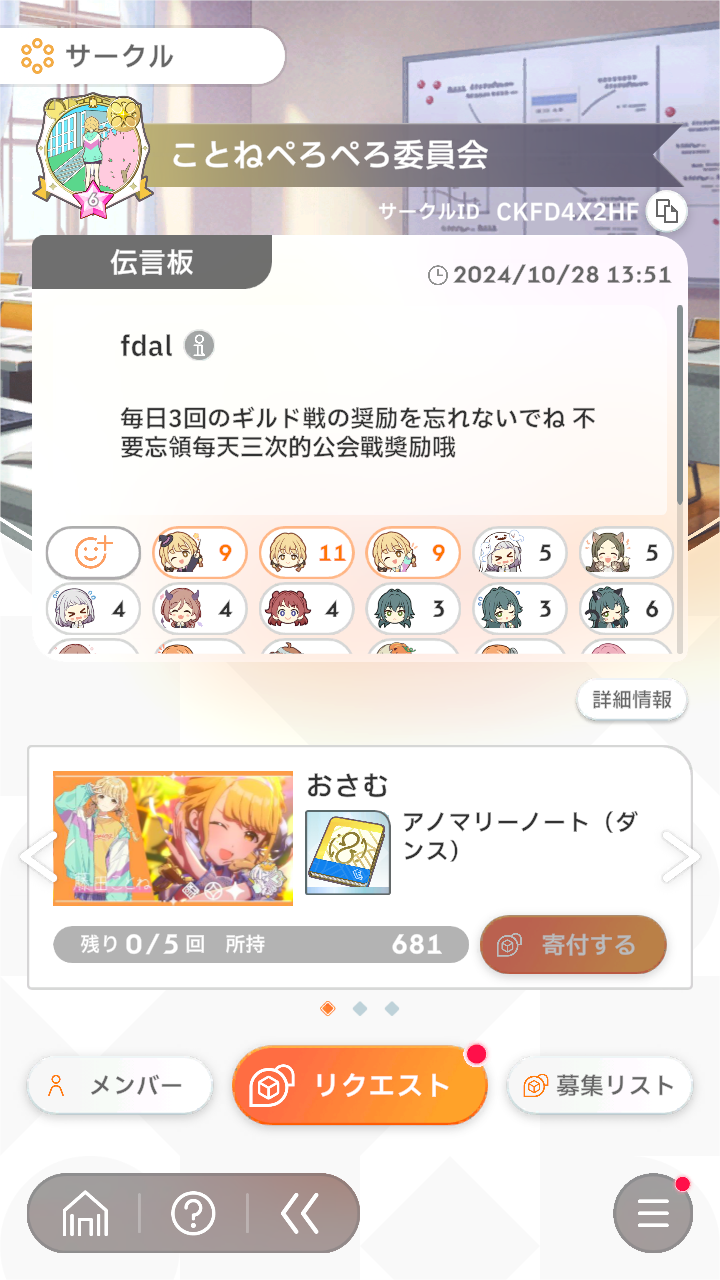 サークル
ことねぺろぺろ委員会
6
サークルID CKFD4X2HF
伝言板
2024/10/28 13:51
fdal
毎日3回のギルド戦の奨励を忘れないでね 不
要忘領每天三次的公会戰獎励哦
9 11 9 5 5
4 4 4 3 3 6
詳細情報
おさむ
アノマリーノート（ダ
ンス）
藤田ことね
残り0/5回 所持 681
寄付する
メンバー
リクエスト
募集リスト